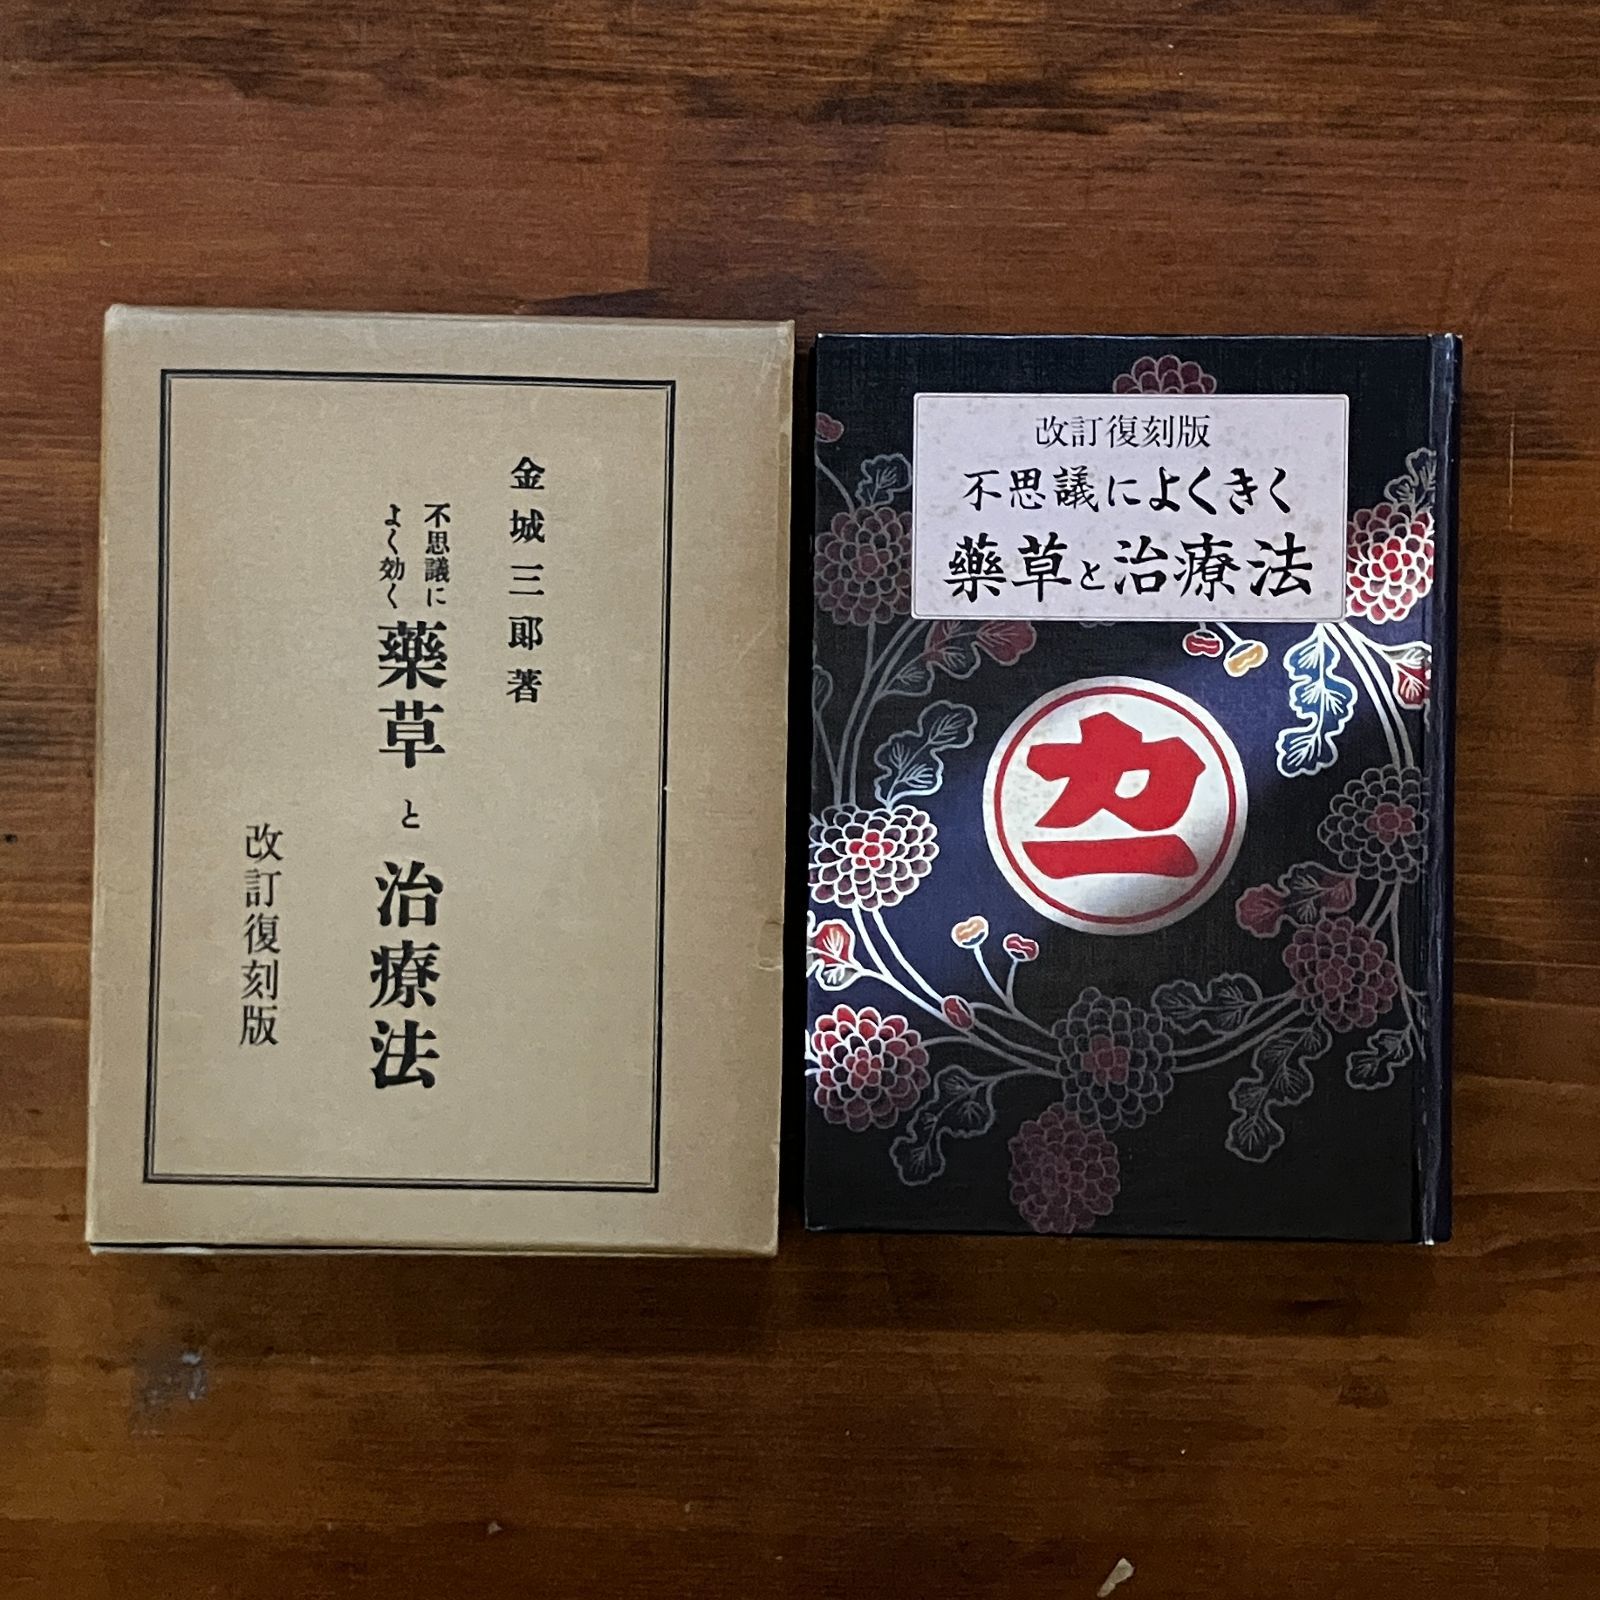 金城三郎著
不思議に
よく効く
藥草と治療法
改訂復刻版
改訂復刻版
不思議によくきく
藥草と治療法
カ一